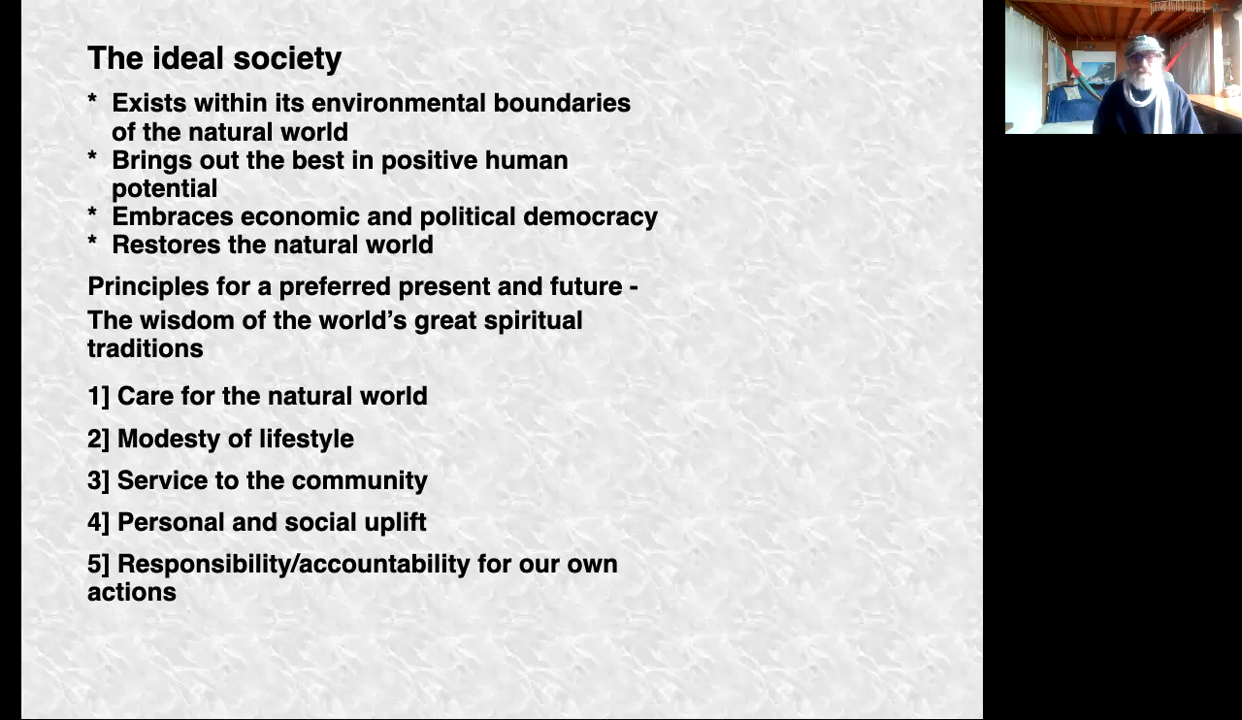 The ideal society
* Exists within its environmental boundaries
of the natural world
* Brings out the best in positive human
potential
* Embraces economic and political democracy
* Restores the natural world
Principles for a preferred present and future -
The wisdom of the world’s great spiritual
traditions
1] Care for the natural world
2] Modesty of lifestyle
3] Service to the community
4] Personal and social uplift
5] Responsibility/accountability for our own
actions